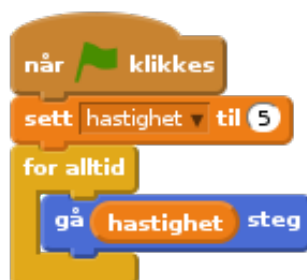 når klikkes
sett hastighet til 5
for alltid
gå hastighet steg